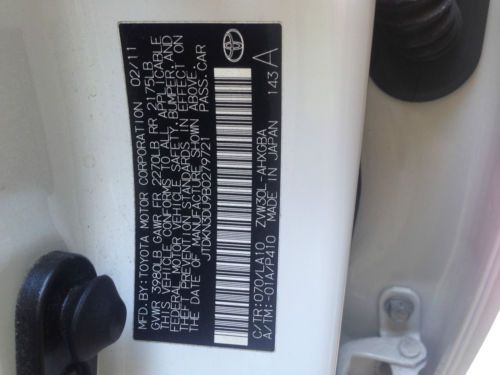 MFD. BY: TOYOTA MOTOR CORPORATION 02/11
GVWR 3980LB GAWR FR 2270LB RR 2175LB
THIS VEHICLE CONFORMS TO ALL APPLICABLE
FEDERAL MOTOR VEHICLE SAFETY, BUMPER, AND
THEFT PREVENTION STANDARDS IN EFFECT ON
THE DATE OF MANUFACTURE SHOWN ABOVE.
JTDKN3DU9B0279721 PASS. CAR
C/TR: 070/LA10 ZVW30L-AHXGBA
A/TM: -01A/P410 MADE IN JAPAN 143 A